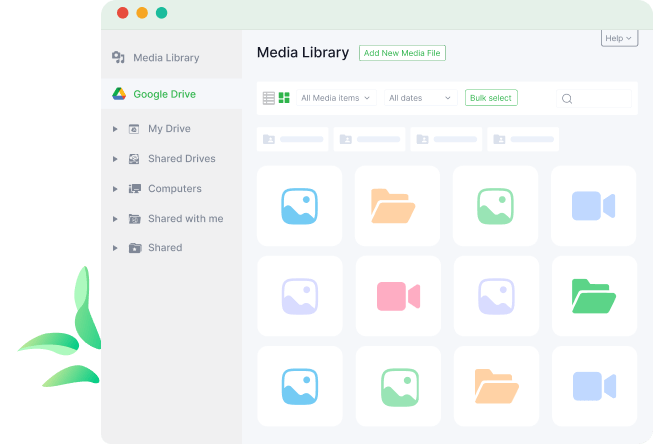 Help
Media Library
Add New Media File
Media Library
Google Drive
All Media items
All dates
Bulk select
My Drive
Shared Drives
Computers
Shared with me
Shared